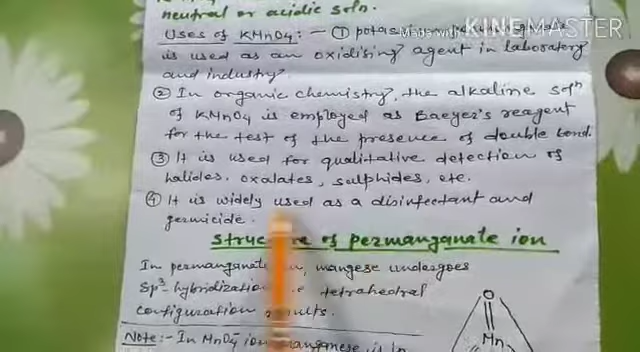 neutral or acidic soln.
Uses of KMnO4:- ① potassium
Made with KINEMASTER
is used as an oxidising agent in laboratory
and industry.
② In organic chemistry, the alkaline soln
of KMnO4 is employed as Baeyer's reagent
for the test of the presence of double bond.
③ It is used for qualitative detection of
halides, oxalates, sulphides, etc.
④ It is widely used as a disinfectant and
germicide.
Structure of permanganate ion
In permanganate mangese undergoes
Sp3-hybridization tetrahedral
configuration
O
Mn
Note:- In MnO4 ion manganese is in